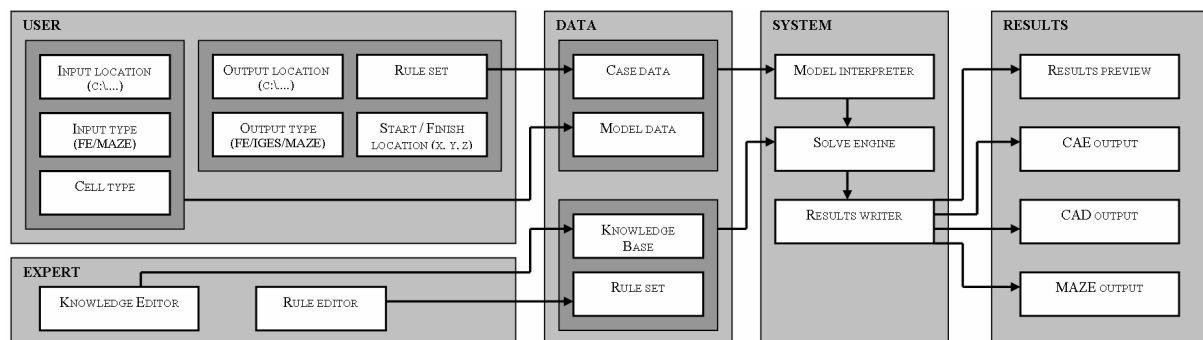 USER
INPUT LOCATION
(C:\....)
INPUT TYPE
(FE/MAZE)
CELL TYPE
OUTPUT LOCATION
(C:\....)
RULE SET
OUTPUT TYPE
(FE/IGES/MAZE)
START / FINISH
LOCATION (X, Y, Z)
EXPERT
KNOWLEDGE EDITOR
RULE EDITOR
DATA
CASE DATA
MODEL DATA
KNOWLEDGE
BASE
RULE SET
SYSTEM
MODEL INTERPRETER
SOLVE ENGINE
RESULTS WRITER
RESULTS
RESULTS PREVIEW
CAE OUTPUT
CAD OUTPUT
MAZE OUTPUT